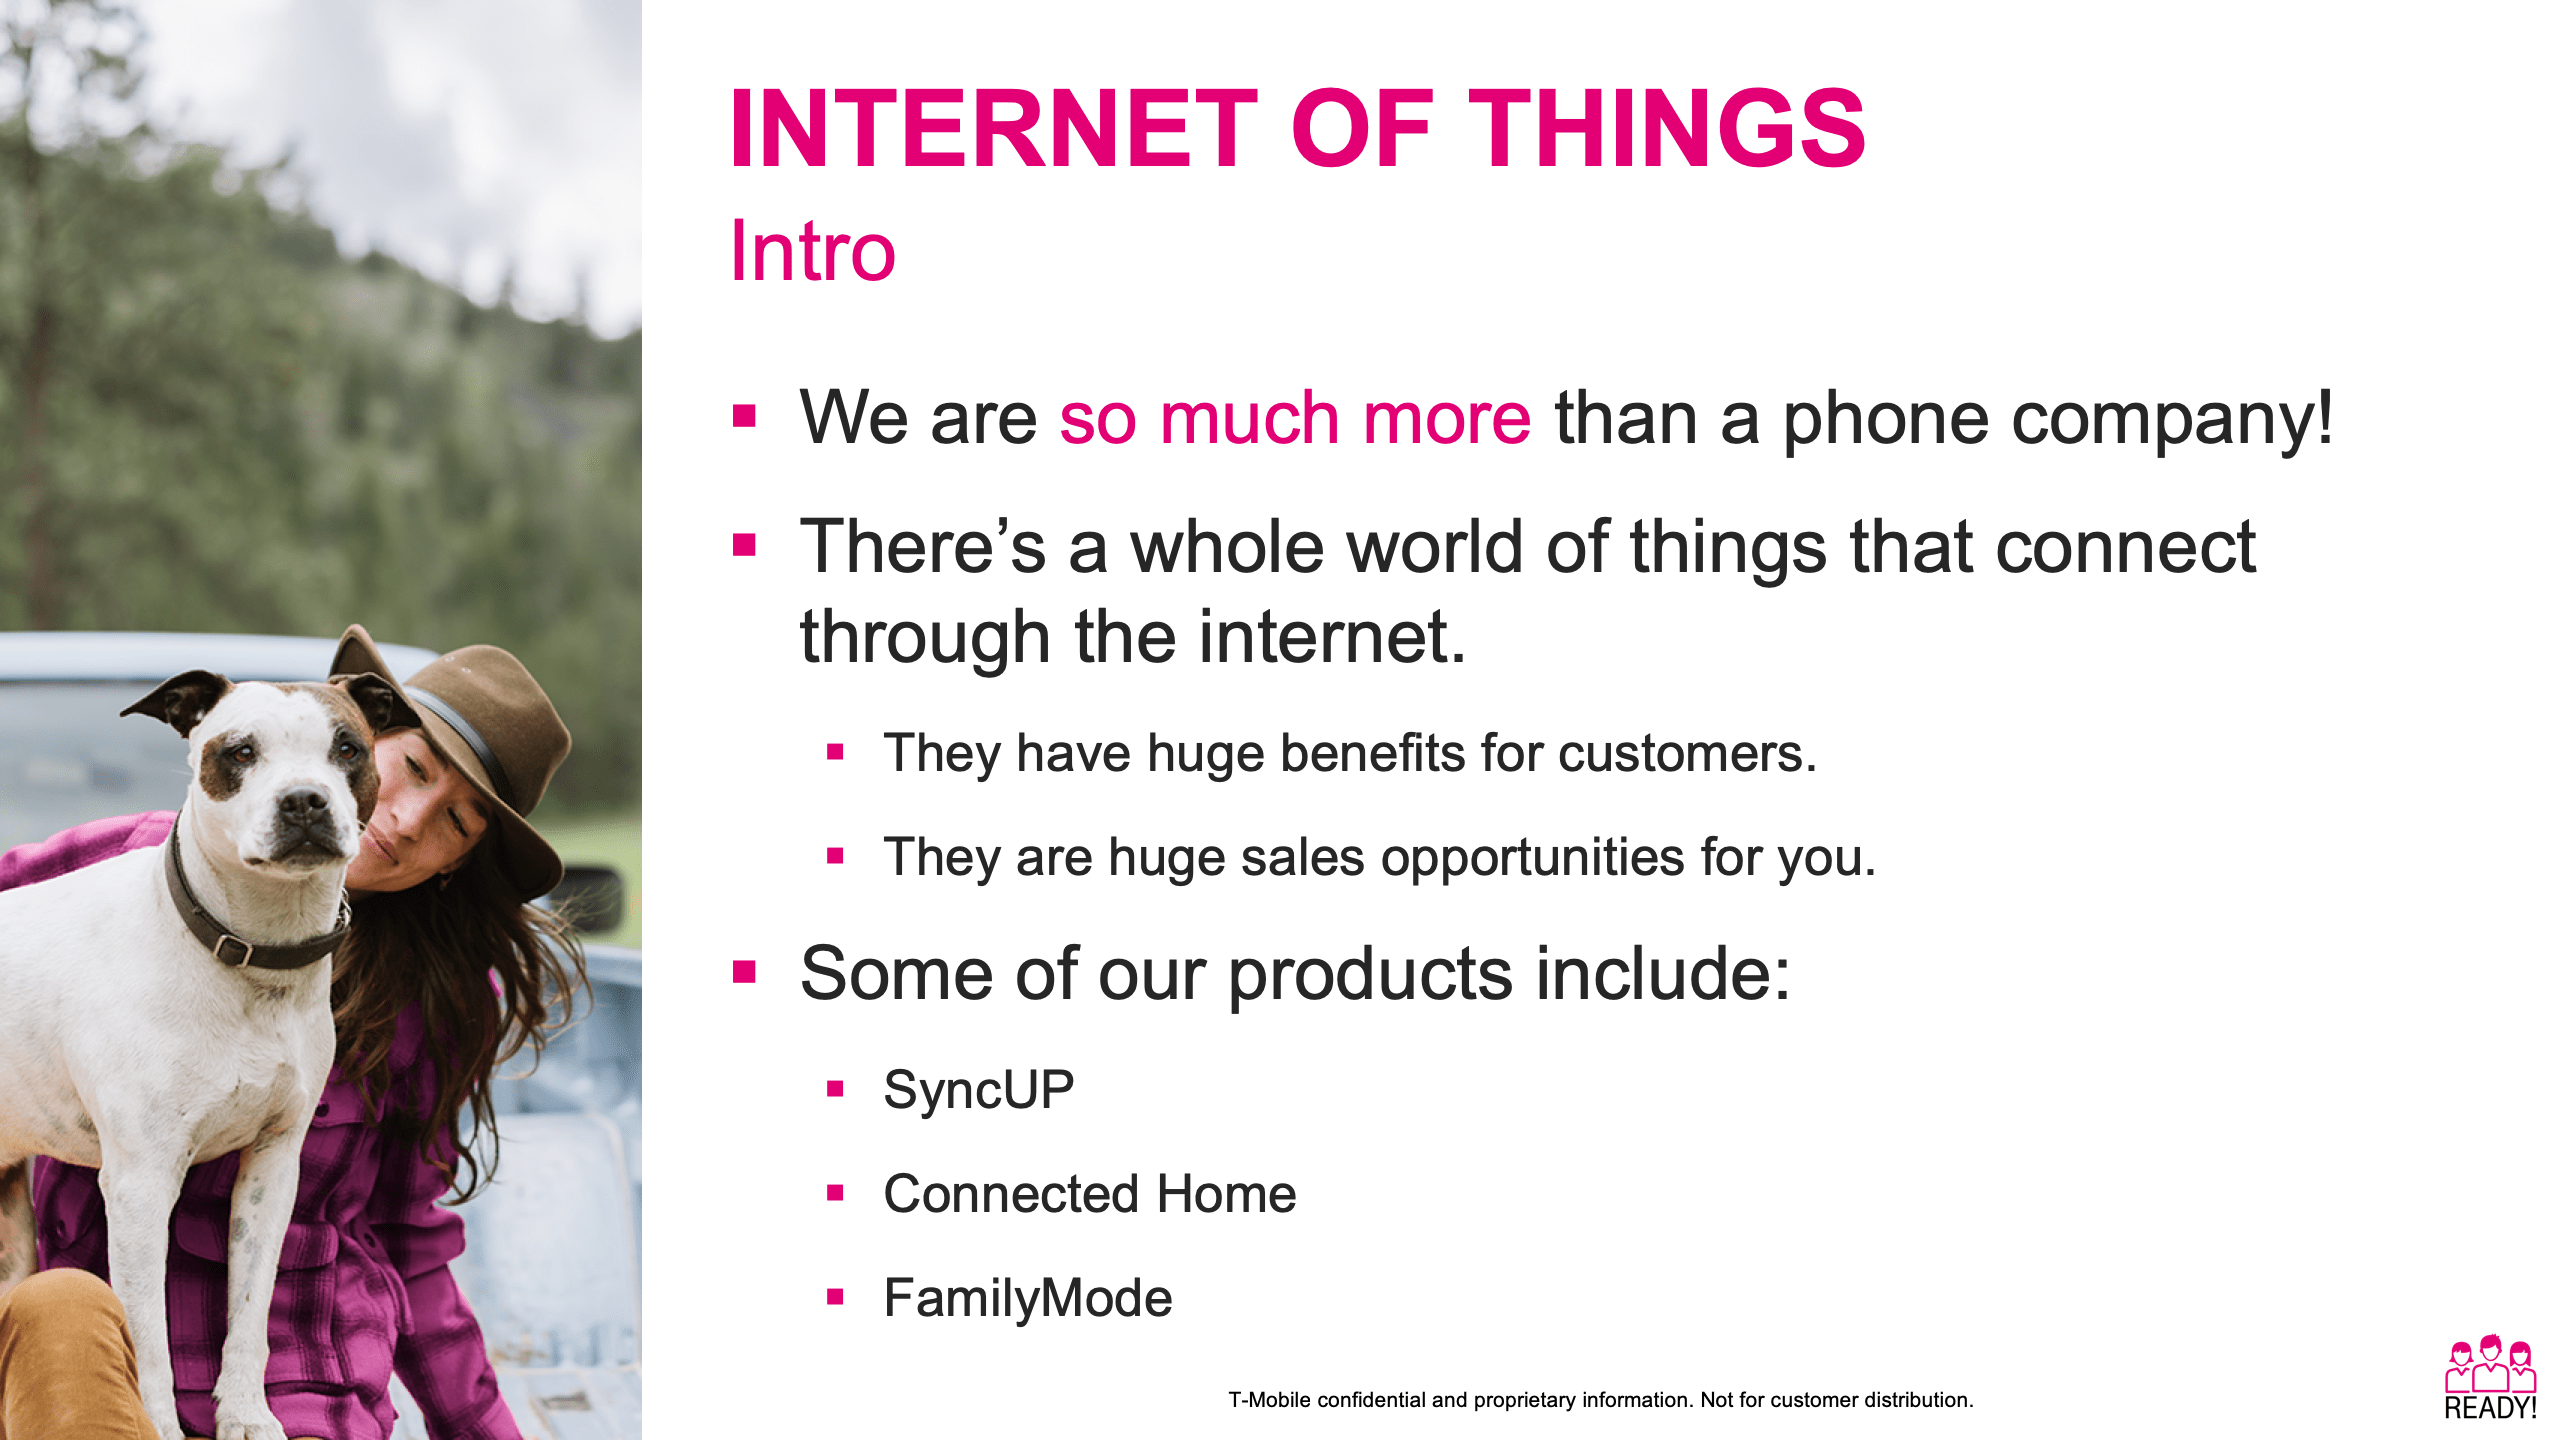 INTERNET OF THINGS
Intro
We are so much more than a phone company!
There’s a whole world of things that connect
through the internet.
They have huge benefits for customers.
They are huge sales opportunities for you.
Some of our products include:
SyncUP
Connected Home
FamilyMode
T-Mobile confidential and proprietary information. Not for customer distribution.
READY!